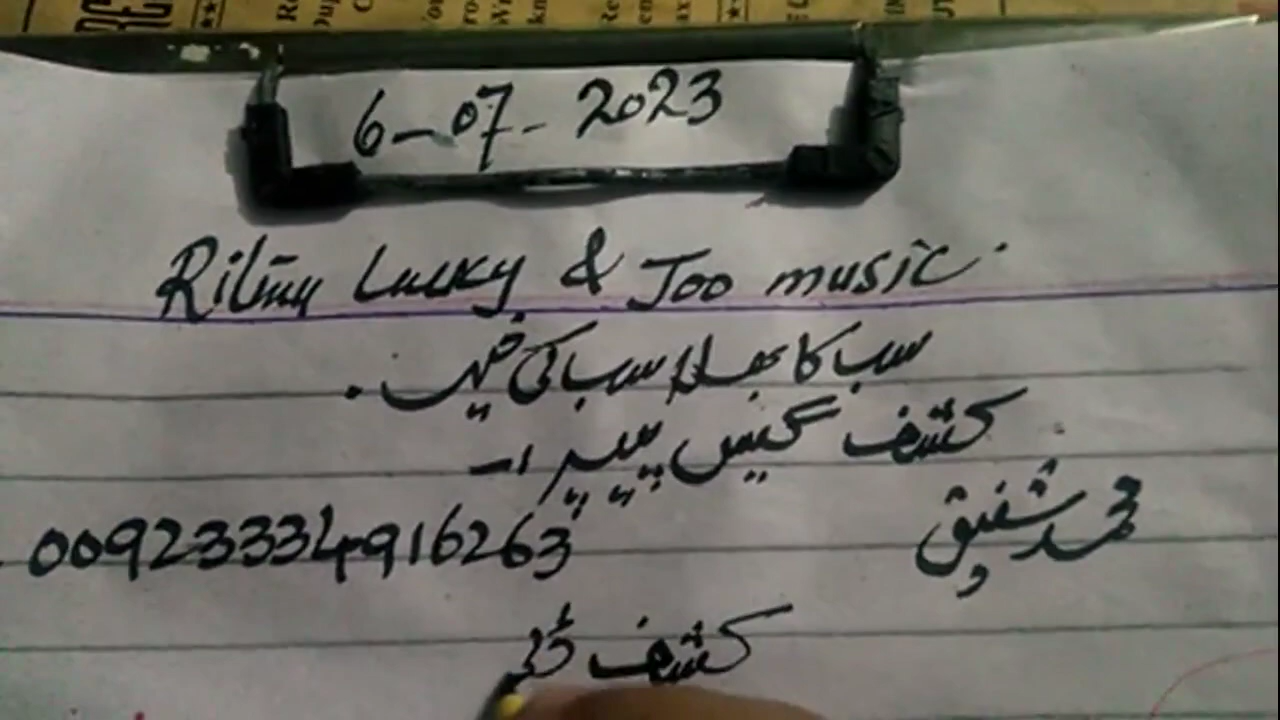 6-07-2023
Rilmy Lucky & Joo music.
سب کا بھلا سب کی خیر.
کشف گیس پیپر
محمد شفیق
00923334916263
کشف